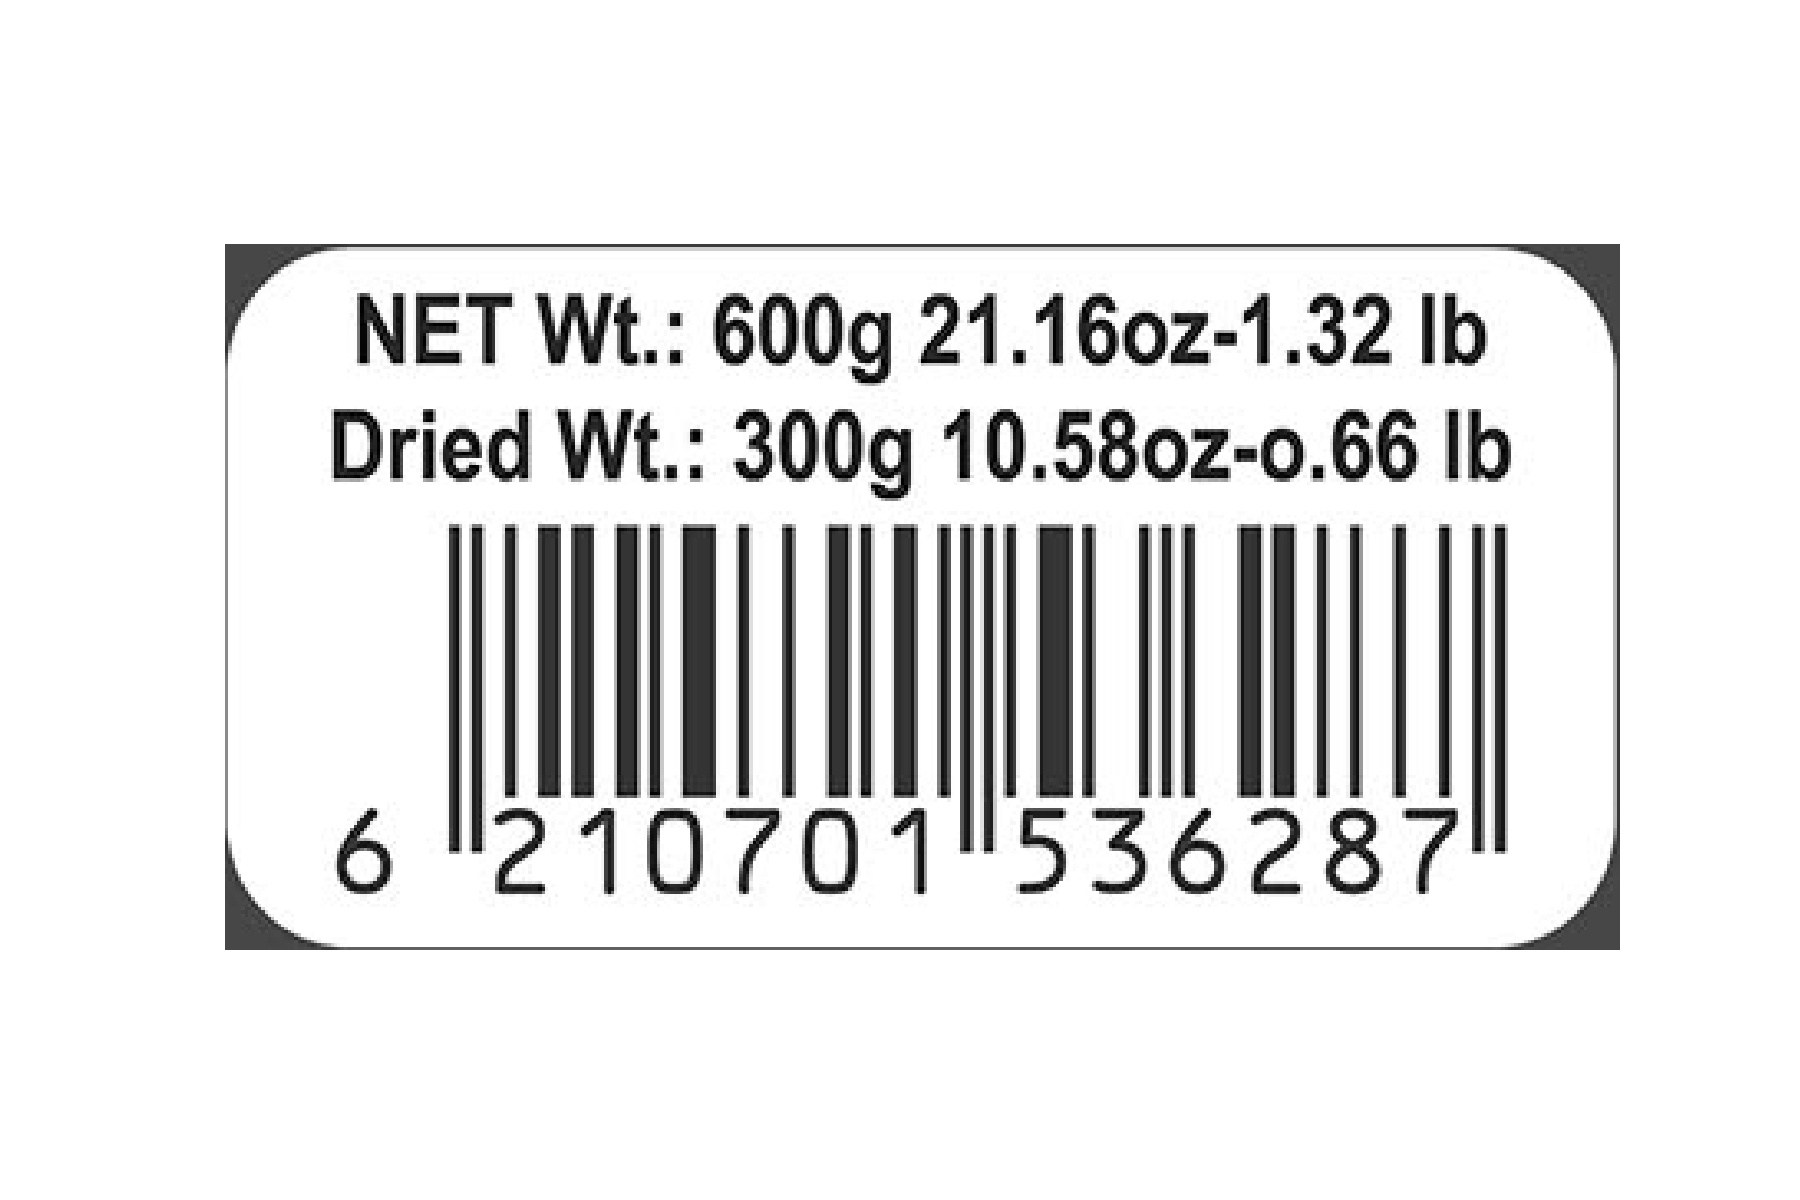 NET Wt.: 600g 21.16oz-1.32 lb
Dried Wt.: 300g 10.58oz-o.66 lb
6 210701 536287